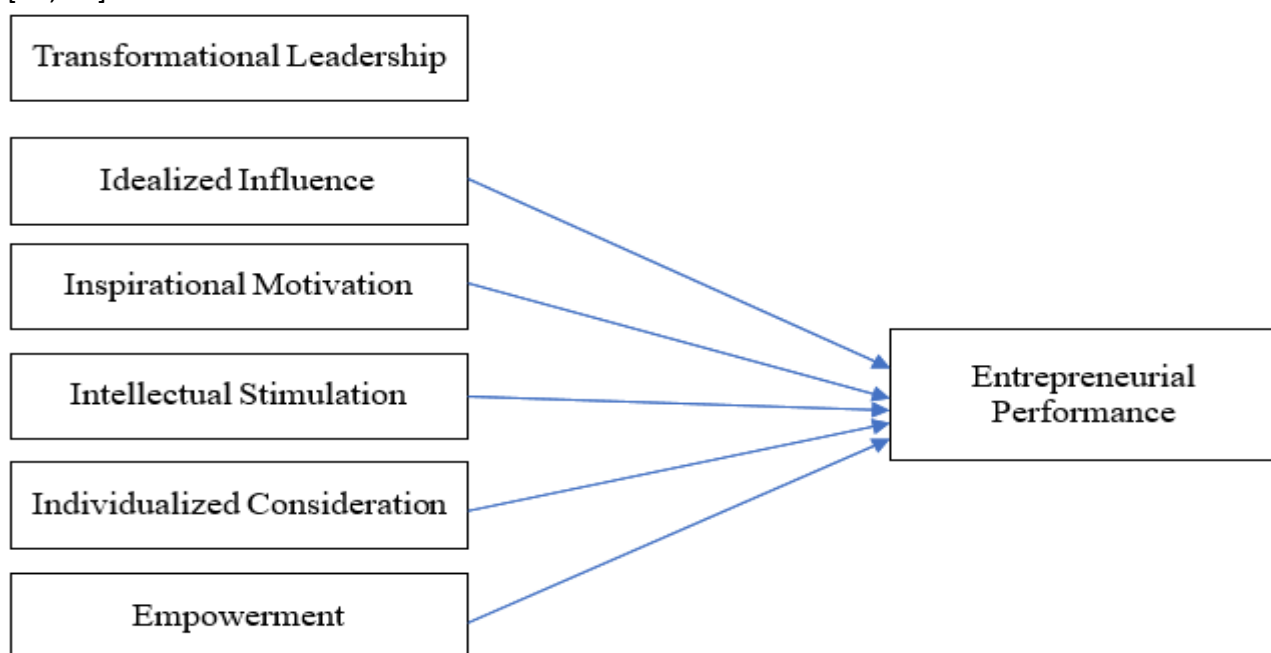 Transformational Leadership
Idealized Influence
Inspirational Motivation
Intellectual Stimulation
Individualized Consideration
Empowerment
Entrepreneurial
Performance